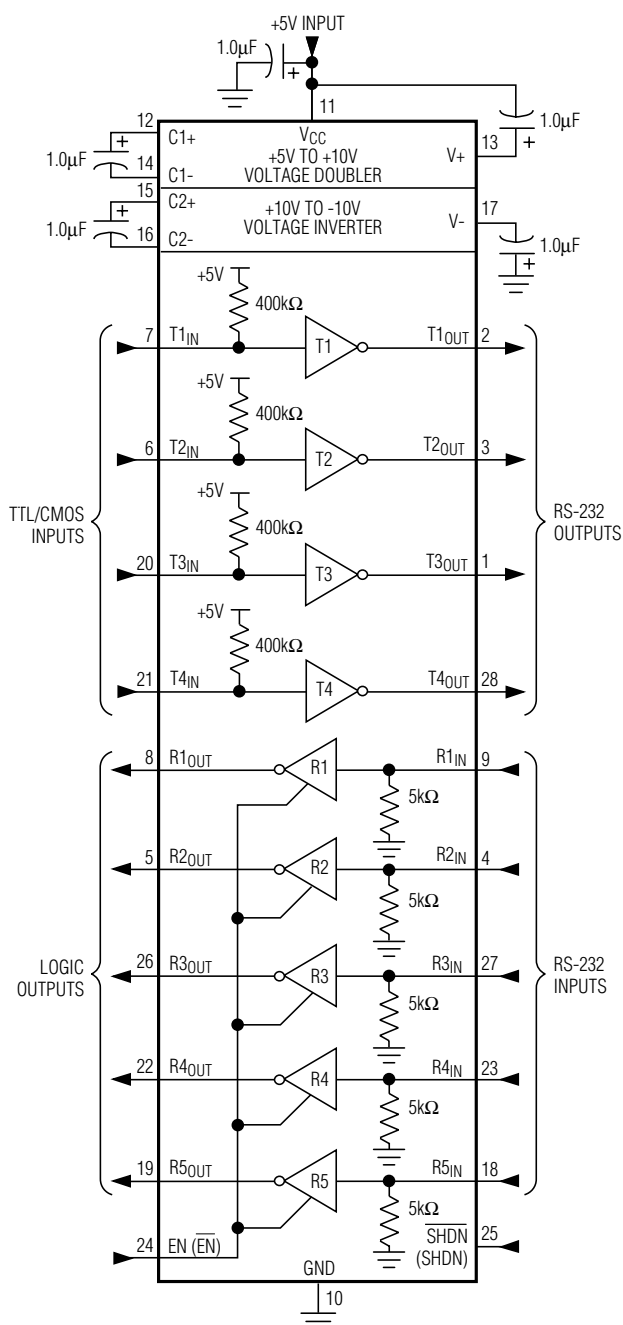 +5V INPUT
1.0μF
11
1.0μF
12
C1+
VCC
+5V TO +10V
VOLTAGE DOUBLER
V+
13
1.0μF
14
C1-
15
C2+
+10V TO -10V
VOLTAGE INVERTER
V-
17
1.0μF
16
C2-
1.0μF
+5V
400kΩ
7
T1IN
T1
T1OUT
2
+5V
400kΩ
6
T2IN
T2
T2OUT
3
+5V
TTL/CMOS
INPUTS
400kΩ
RS-232
OUTPUTS
20
T3IN
T3
T3OUT
1
+5V
400kΩ
21
T4IN
T4
T4OUT
28
8
R1OUT
R1
R1IN
9
5kΩ
5
R2OUT
R2
R2IN
4
5kΩ
LOGIC
OUTPUTS
26
R3OUT
R3
R3IN
27
RS-232
INPUTS
5kΩ
22
R4OUT
R4
R4IN
23
5kΩ
19
R5OUT
R5
R5IN
18
5kΩ
24
EN (E̅N̅)
S̅H̅D̅N̅
(SHDN)
25
GND
10